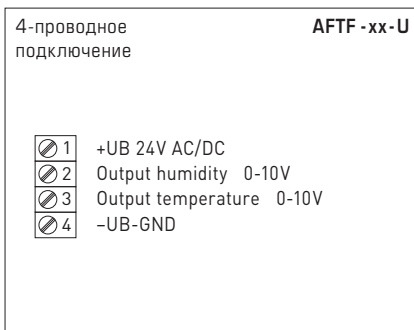 4-проводное AFTF-xx-U
подключение
1 +UB 24V AC/DC
2 Output humidity 0-10V
3 Output temperature 0-10V
4 –UB-GND